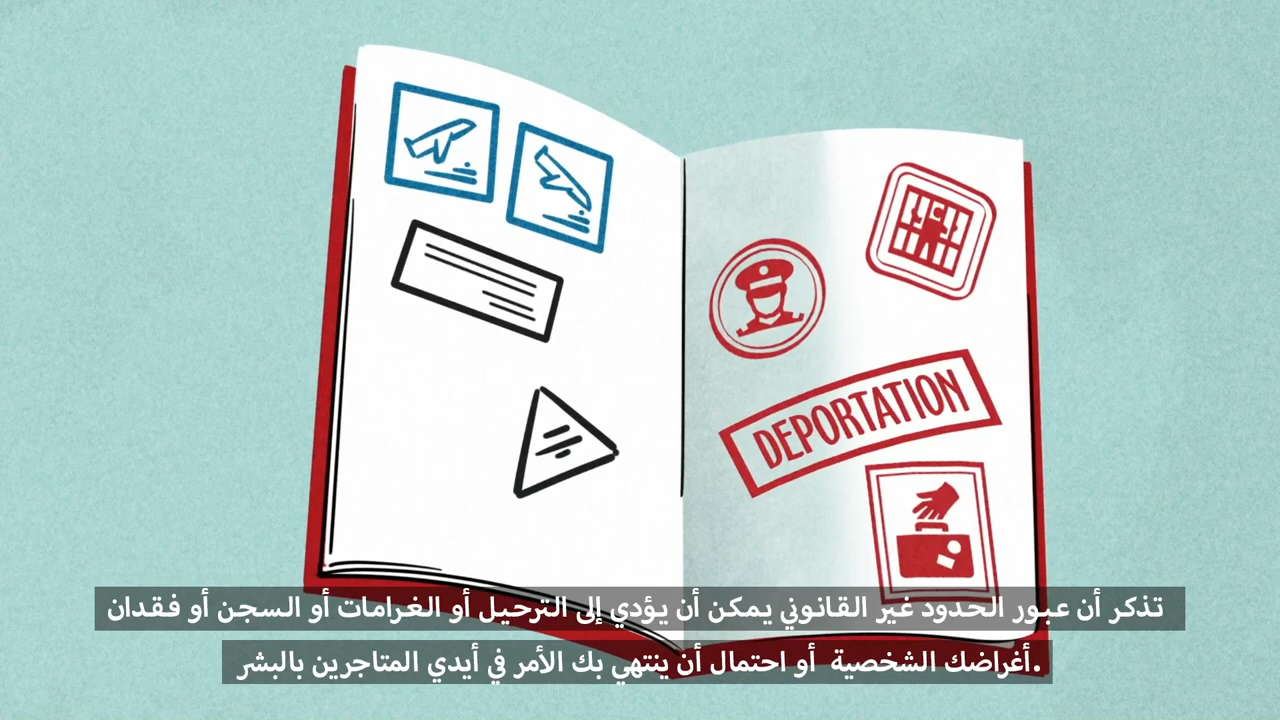 DEPORTATION
تذكر أن عبور الحدود غير القانوني يمكن أن يؤدي إلى الترحيل أو الغرامات أو السجن أو فقدان
أغراضك الشخصية أو احتمال أن ينتهي بك الأمر في أيدي المتاجرين بالبشر.